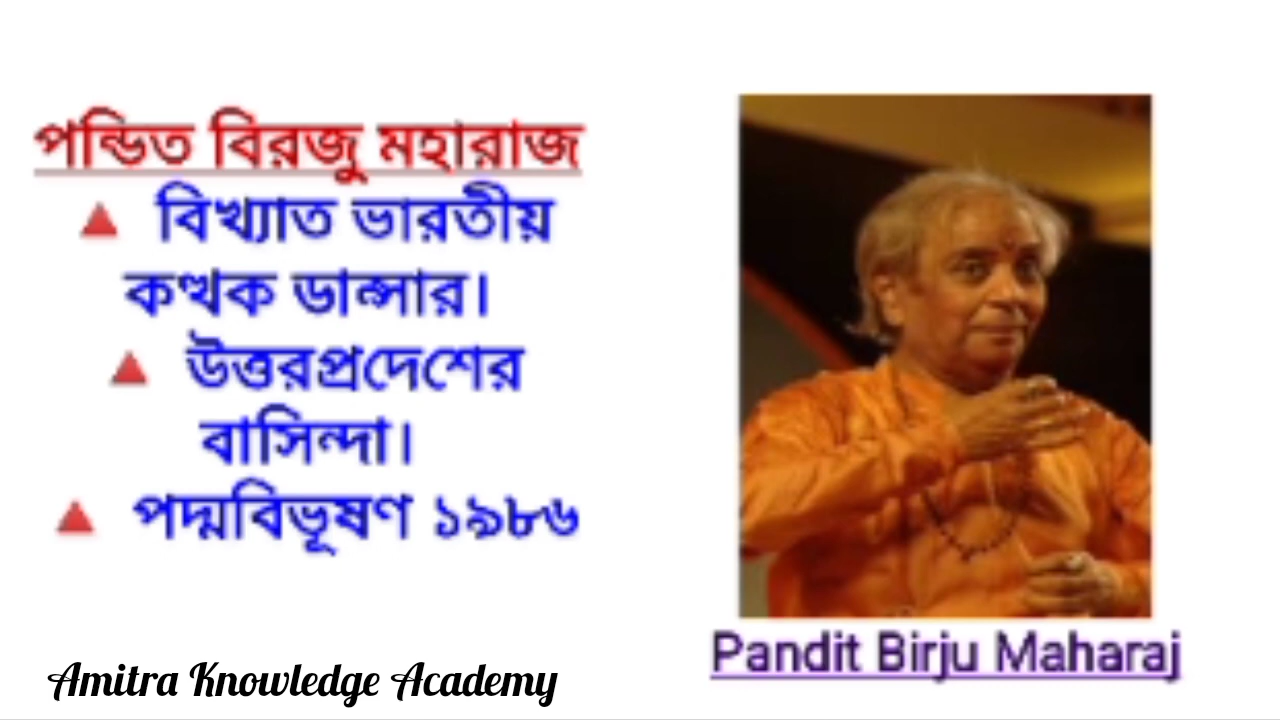 পন্ডিত বিরজু মহারাজ
🔺 বিখ্যাত ভারতীয়
কত্থক ডান্সার।
🔺 উত্তরপ্রদেশের
বাসিন্দা।
🔺 পদ্মবিভূষণ ১৯৮৬
Pandit Birju Maharaj
Amitra Knowledge Academy